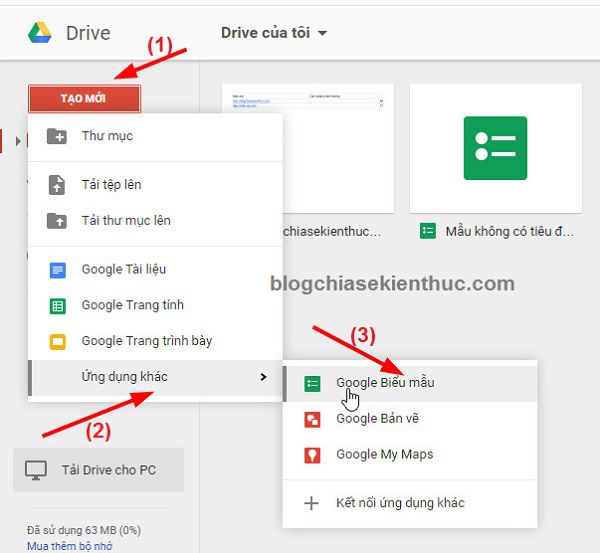 Drive
Drive của tôi
(1)
TẠO MỚI
Thư mục
Tải tệp lên
Tải thư mục lên
chiasekienthuc...
Mẫu không có tiêu đ...
Google Tài liệu
blogchiasekienthuc.com
Google Trang tính
Google Trang trình bày
(3)
Ứng dụng khác
Google Biểu mẫu
Google Bản vẽ
(2)
Google My Maps
Tải Drive cho PC
Kết nối ứng dụng khác
Đã sử dụng 63 MB (0%)
Mua thêm bộ nhớ